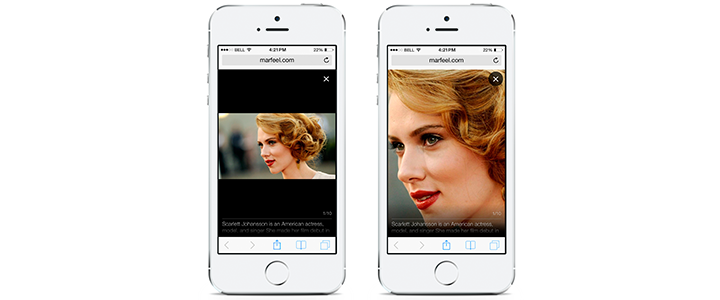 BELL 4:21 PM 22%
marfeel.com
1/10
Scarlett Johansson is an American actress,
model, and singer. She made her film debut in
BELL 4:21 PM 22%
marfeel.com
1/10
Scarlett Johansson is an American actress,
model, and singer. She made her film debut in